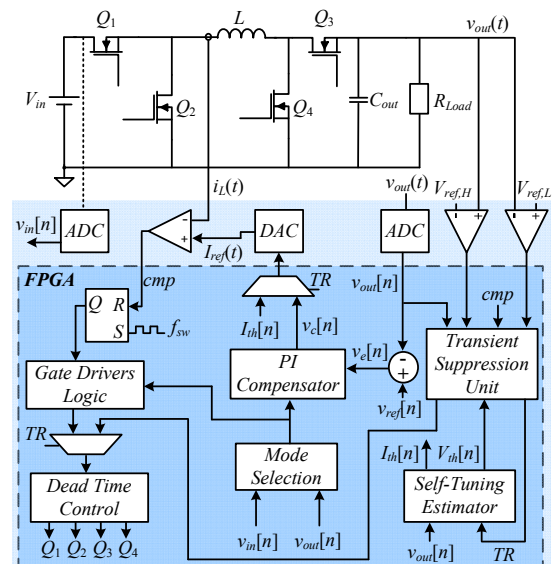 Q1
L
Q3
vout(t)
Vin
Q2
Q4
Cout
RLoad
iL(t)
vout(t)
Vref,H
Vref,L
vin[n]
ADC
-
+
Iref(t)
DAC
ADC
-
+
-
+
FPGA
cmp
TR
vout[n]
cmp
Q
R
S
fsw
Ith[n]
vc[n]
ve[n]
-
+
vref[n]
Transient
Suppression
Unit
Gate Drivers
Logic
PI
Compensator
TR
Mode
Selection
Ith[n]
Vth[n]
Dead Time
Control
Self-Tuning
Estimator
Q1
Q2
Q3
Q4
vin[n]
vout[n]
vout[n]
TR